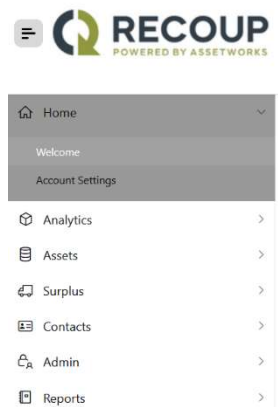 RECOUP
POWERED BY ASSETWORKS
Home
Welcome
Account Settings
Analytics
Assets
Surplus
Contacts
Admin
Reports